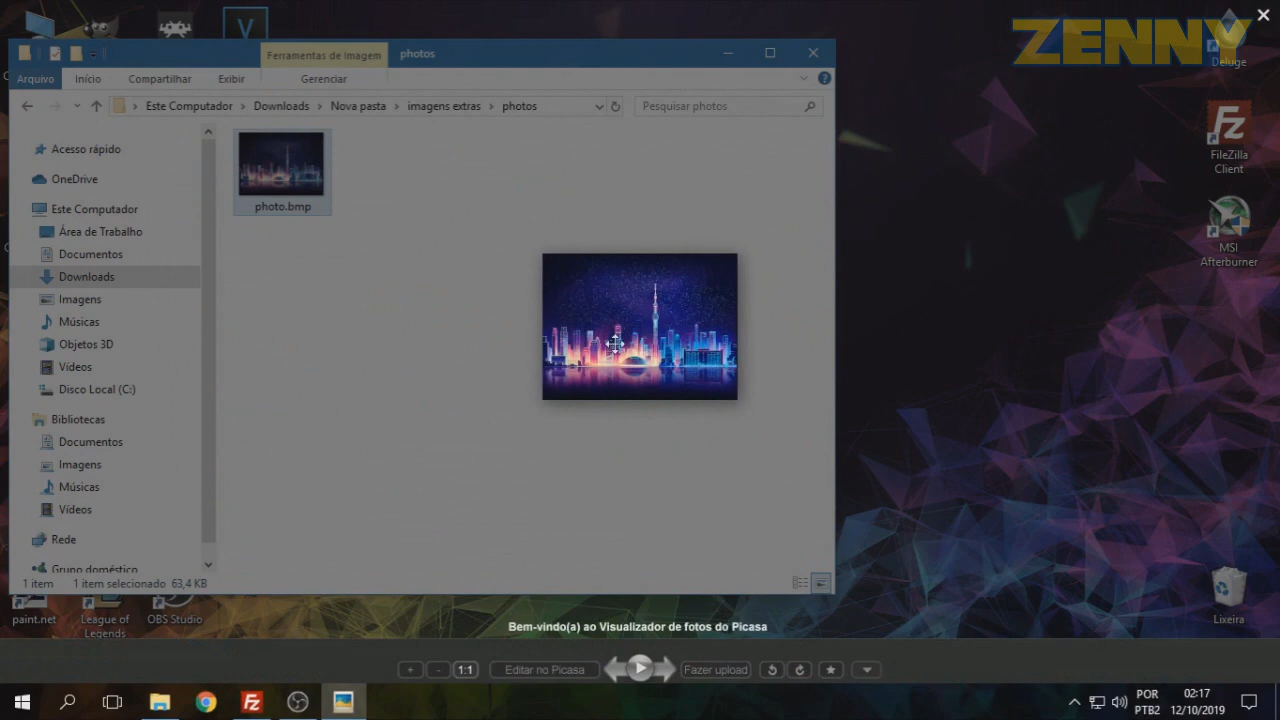 ZENNY
Deluge
Ferramentas de Imagem
photos
Arquivo
Início
Compartilhar
Exibir
Gerenciar
Este Computador
Downloads
Nova pasta
imagens extras
photos
Pesquisar photos
Acesso rápido
OneDrive
Este Computador
Área de Trabalho
Documentos
Downloads
Imagens
Músicas
Objetos 3D
Vídeos
Disco Local (C:)
Bibliotecas
Documentos
Imagens
Músicas
Vídeos
Rede
Grupo doméstico
photo.bmp
1 item
1 item selecionado 63,4 KB
FileZilla
Client
MSI
Afterburner
Lixeira
paint.net
League of
Legends
OBS Studio
Bem-vindo(a) ao Visualizador de fotos do Picasa
+
-
1:1
Editar no Picasa
Fazer upload
POR
PTB2
02:17
12/10/2019